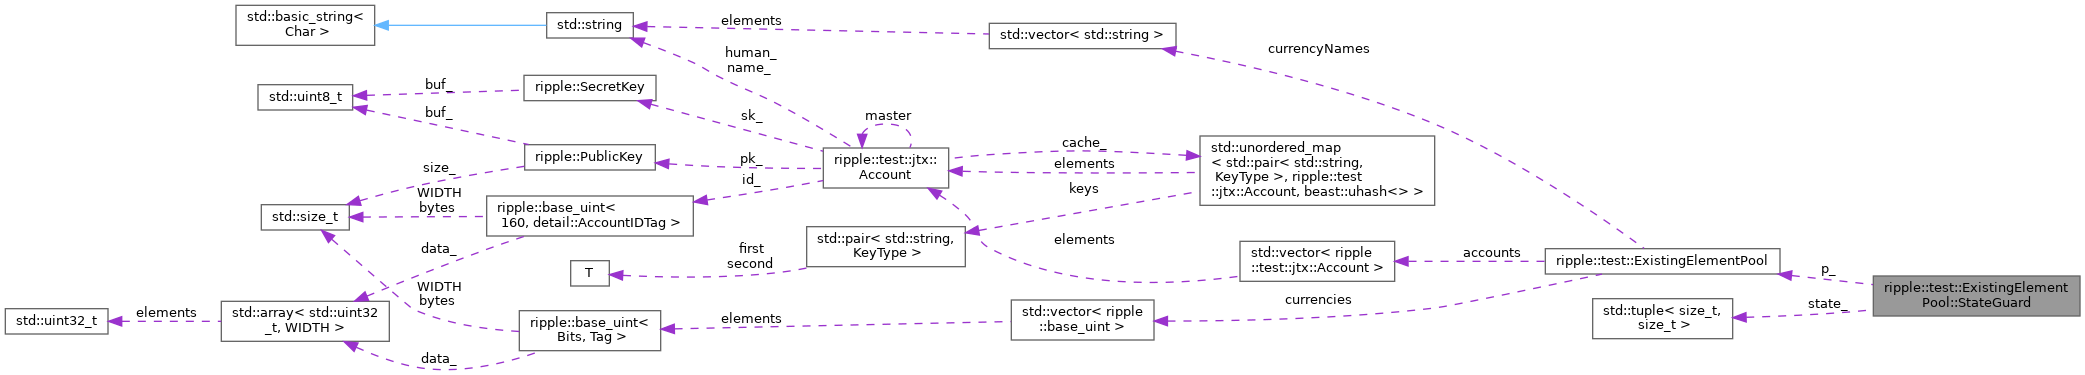 std::basic_string<
Char >
std::string
elements
std::vector< std::string >
currencyNames
human_
name_
std::uint8_t
buf_
ripple::SecretKey
buf_
sk_
master
cache_
std::unordered_map
< std::pair< std::string,
KeyType >, ripple::test
::jtx::Account, beast::uhash<> >
ripple::PublicKey
pk_
ripple::test::jtx::
Account
elements
size_
id_
keys
WIDTH
bytes
std::size_t
ripple::base_uint<
160, detail::AccountIDTag >
data_
first
second
std::pair< std::string,
KeyType >
elements
std::vector< ripple
::test::jtx::Account >
accounts
ripple::test::ExistingElementPool
p_
T
WIDTH
bytes
currencies
ripple::test::ExistingElement
Pool::StateGuard
std::uint32_t
elements
std::array< std::uint32
_t, WIDTH >
ripple::base_uint<
Bits, Tag >
elements
std::vector< ripple
::base_uint >
std::tuple< size_t,
size_t >
state_
data_